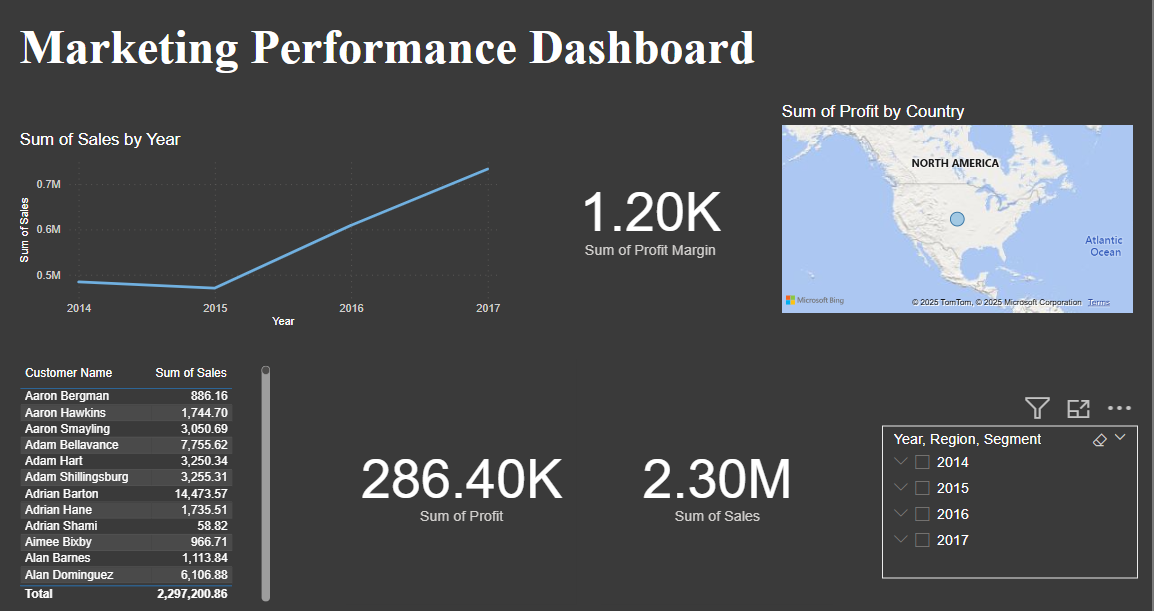 Marketing Performance Dashboard
Sum of Sales by Year
Sum of Sales
0.7M
0.6M
0.5M
2014 2015 2016 2017
Year
1.20K
Sum of Profit Margin
Sum of Profit by Country
NORTH AMERICA
Atlantic
Ocean
Microsoft Bing
© 2025 TomTom, © 2025 Microsoft Corporation Terms
Customer Name Sum of Sales
Aaron Bergman 886.16
Aaron Hawkins 1,744.70
Aaron Smayling 3,050.69
Adam Bellavance 7,755.62
Adam Hart 3,250.34
Adam Shillingsburg 3,255.31
Adrian Barton 14,473.57
Adrian Hane 1,735.51
Adrian Shami 58.82
Aimee Bixby 966.71
Alan Barnes 1,113.84
Alan Dominguez 6,106.88
Total 2,297,200.86
286.40K
Sum of Profit
2.30M
Sum of Sales
Year, Region, Segment
2014
2015
2016
2017